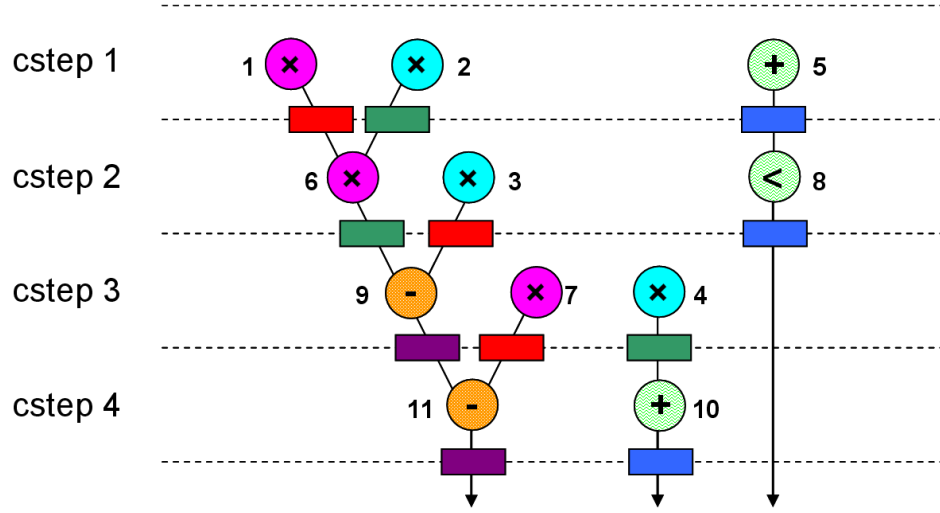 cstep 1
1 × × 2 + 5
cstep 2
6 × × 3 < 8
cstep 3
9 - × 7 × 4
cstep 4
11 - + 10